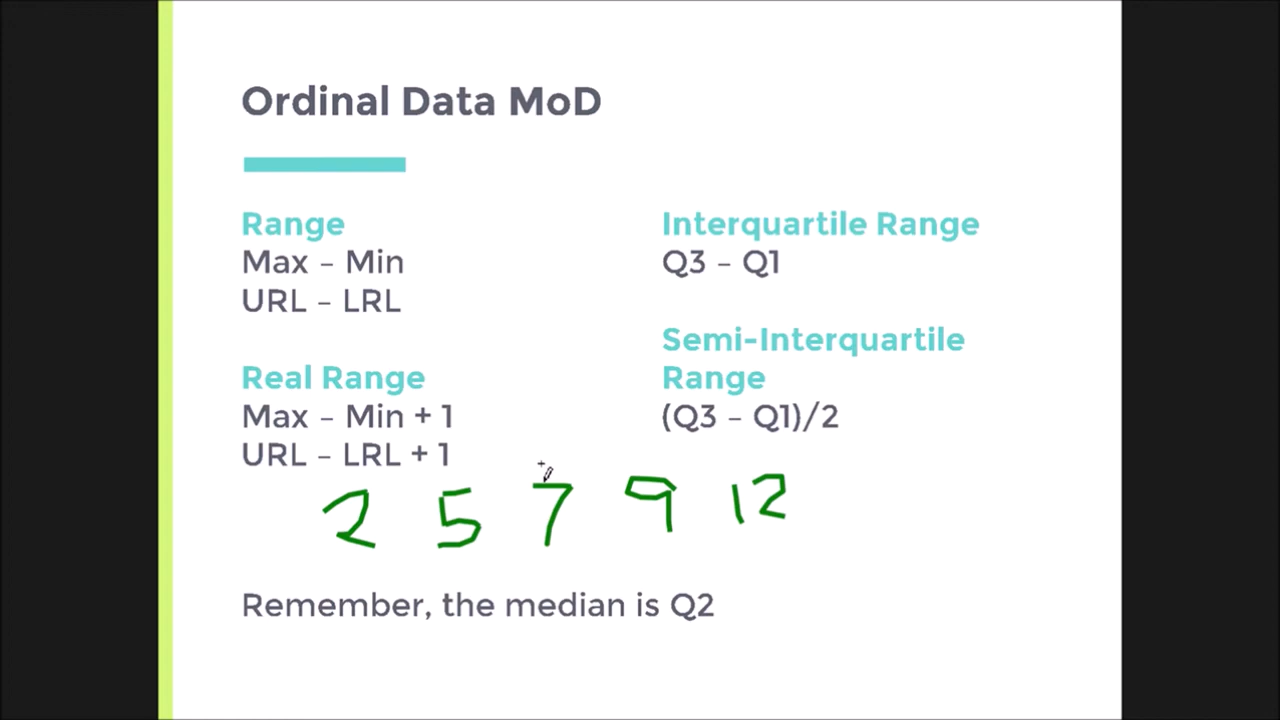 Ordinal Data MoD
Range
Max – Min
URL – LRL
Real Range
Max – Min + 1
URL – LRL + 1
Interquartile Range
Q3 – Q1
Semi-Interquartile
Range
(Q3 – Q1)/2
2 5 7 9 12
Remember, the median is Q2